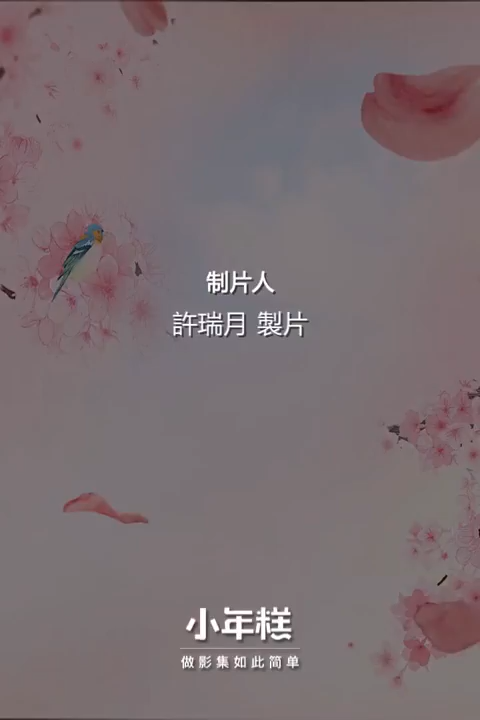 制片人
許瑞月 製片
小年糕
做影集如此简单